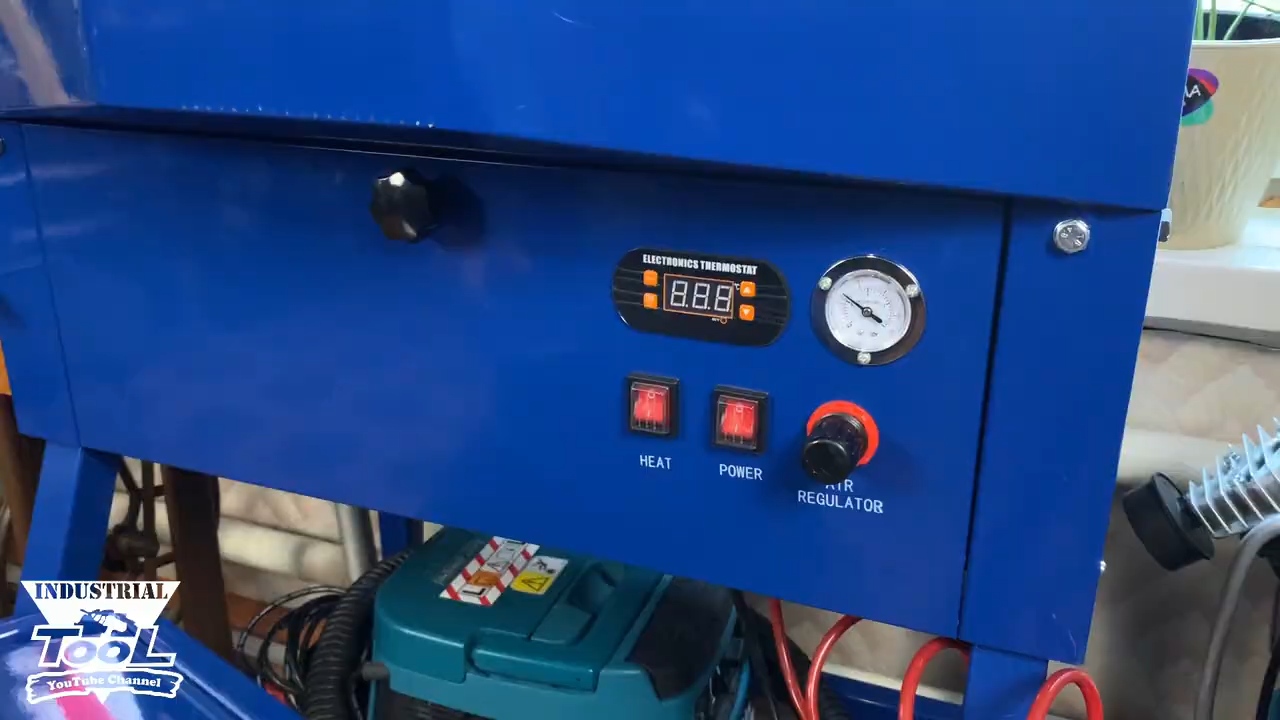 ELECTRONICS THERMOSTAT
8.8.8
°C
HEAT
POWER
AIR
REGULATOR
INDUSTRIAL
TOOL
YouTube Channel